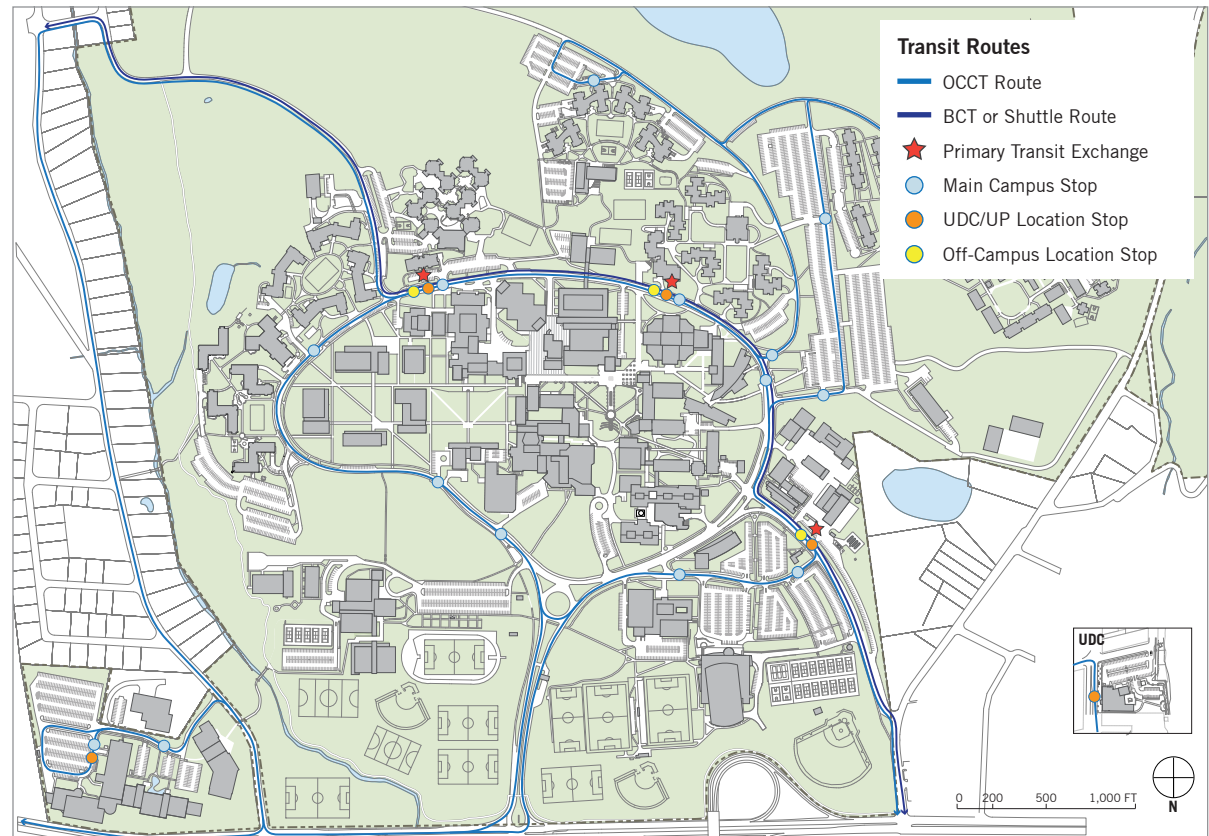 Transit Routes
OCCT Route
BCT or Shuttle Route
Primary Transit Exchange
Main Campus Stop
UDC/UP Location Stop
Off-Campus Location Stop
UDC
0 200 500 1,000 FT
N